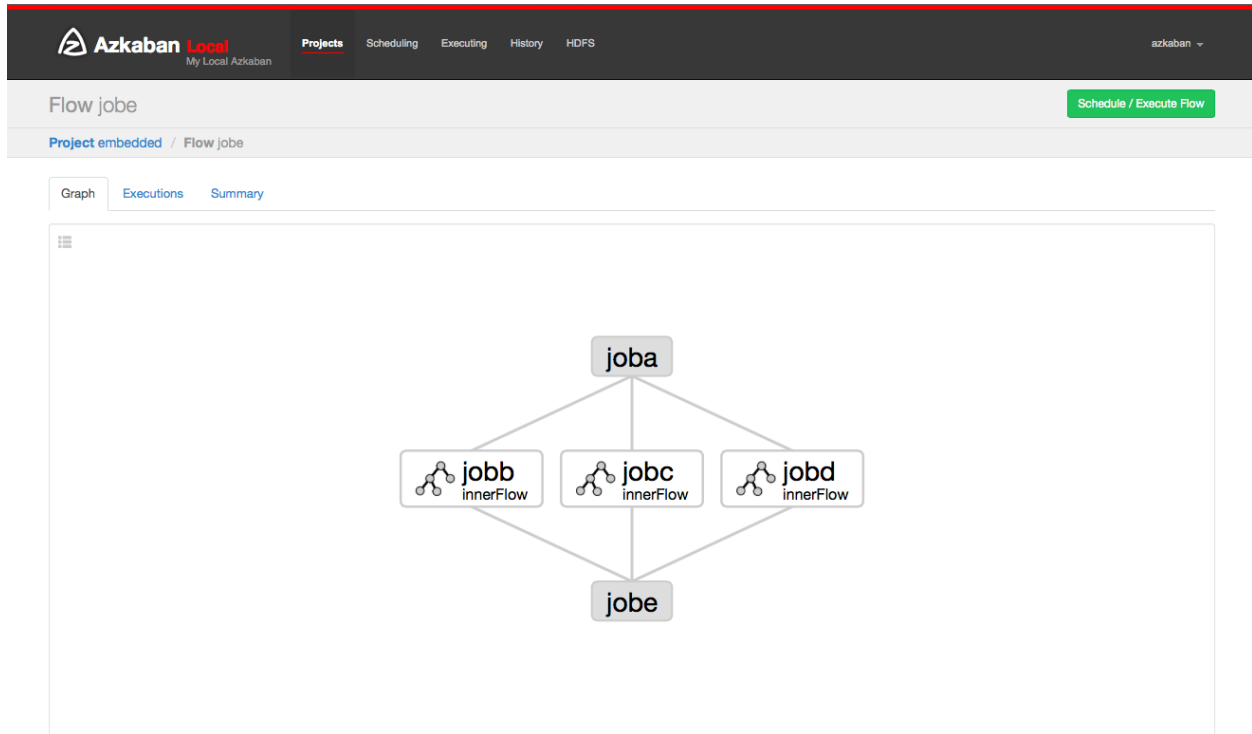 Azkaban Local
My Local Azkaban
Projects Scheduling Executing History HDFS
azkaban
Flow jobe
Schedule / Execute Flow
Project embedded / Flow jobe
Graph Executions Summary
joba
jobb
innerFlow
jobc
innerFlow
jobd
innerFlow
jobe